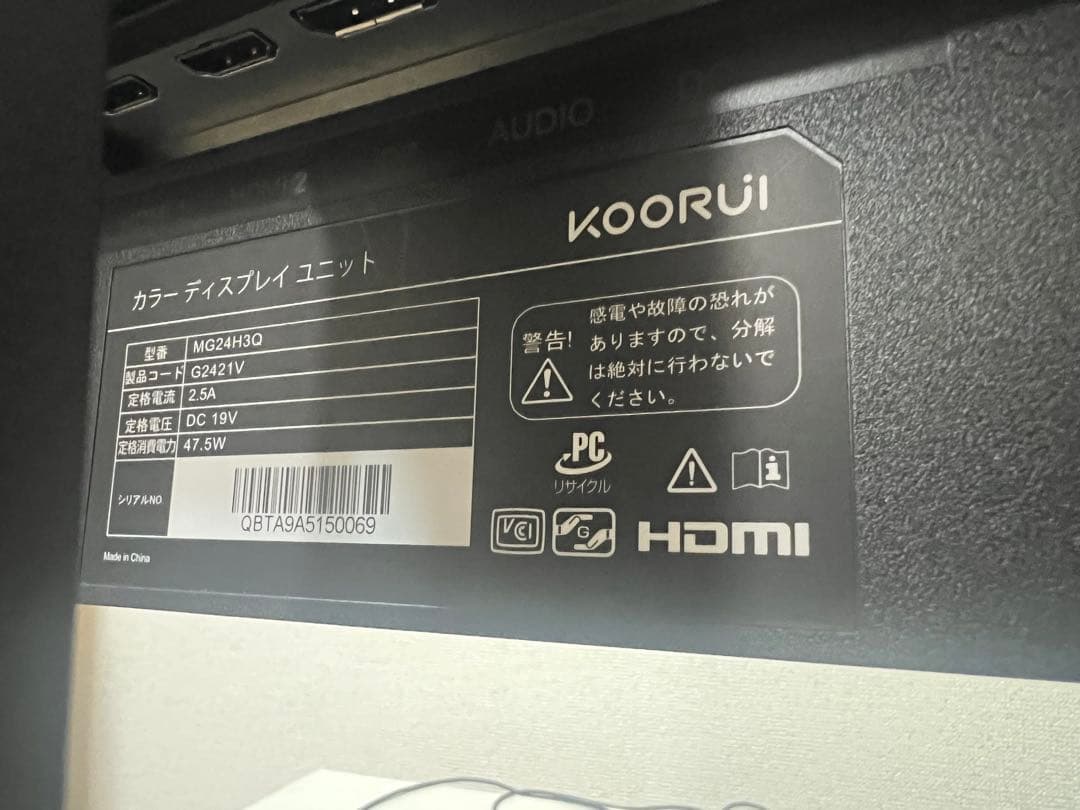 AUDIO
KOORUI
カラー ディスプレイ ユニット
型番 MG24H3Q
製品コード G2421V
定格電流 2.5A
定格電圧 DC 19V
定格消費電力 47.5W
シリアルNO
QBTA9A5150069
Made in China
警告!
感電や故障の恐れが
ありますので、分解
は絶対に行わないで
ください。
PC
リサイクル
VCCI
G
HDMI